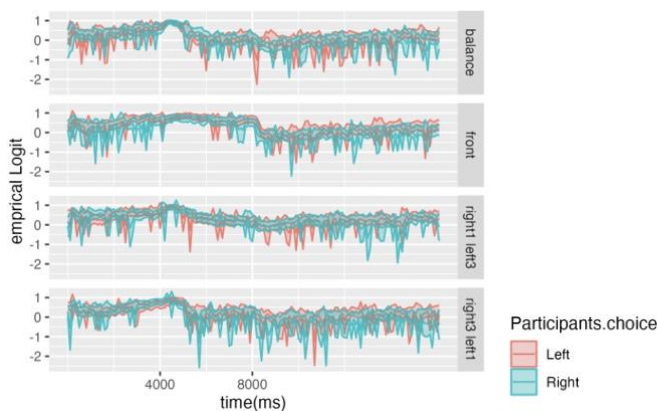 1
0
-1
-2
balance
1
0
-1
-2
front
1
0
-1
-2
right1 left3
1
0
-1
-2
right3 left1
emprical Logit
4000 8000
time(ms)
Participants.choice
Left
Right